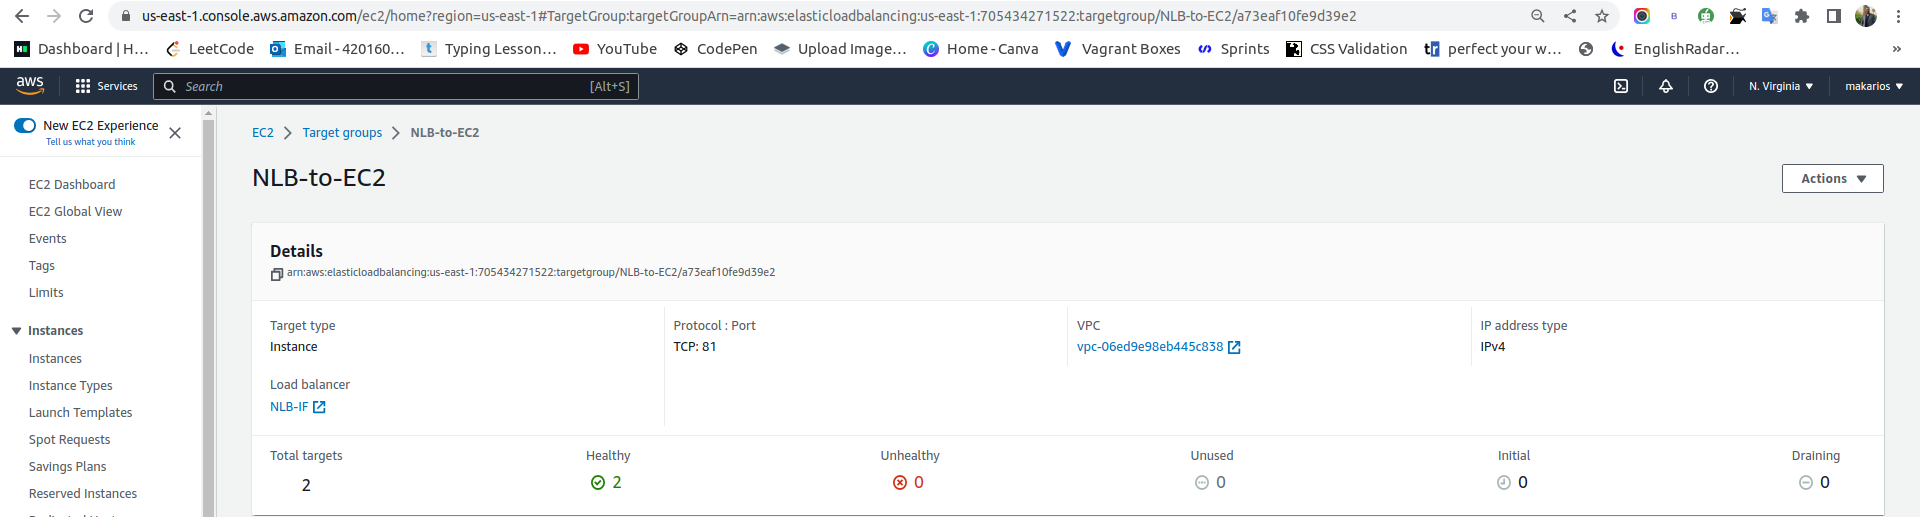 us-east-1.console.aws.amazon.com/ec2/home?region=us-east-1#TargetGroup:targetGroupArn=arn:aws:elasticloadbalancing:us-east-1:705434271522:targetgroup/NLB-to-EC2/a73eaf10fe9d39e2
Dashboard | H... LeetCode Email - 420160... Typing Lesson... YouTube CodePen Upload Image... Home - Canva Vagrant Boxes Sprints CSS Validation perfect your w... EnglishRadar... »
aws Services Search [Alt+S] N. Virginia makarios
New EC2 Experience
Tell us what you think
EC2 Dashboard
EC2 Global View
Events
Tags
Limits
Instances
Instances
Instance Types
Launch Templates
Spot Requests
Savings Plans
Reserved Instances
EC2 Target groups NLB-to-EC2
NLB-to-EC2
Actions
Details
arn:aws:elasticloadbalancing:us-east-1:705434271522:targetgroup/NLB-to-EC2/a73eaf10fe9d39e2
Target type
Instance
Protocol : Port
TCP: 81
VPC
vpc-06ed9e98eb445c838
IP address type
IPv4
Load balancer
NLB-IF
Total targets
2
Healthy
2
Unhealthy
0
Unused
0
Initial
0
Draining
0